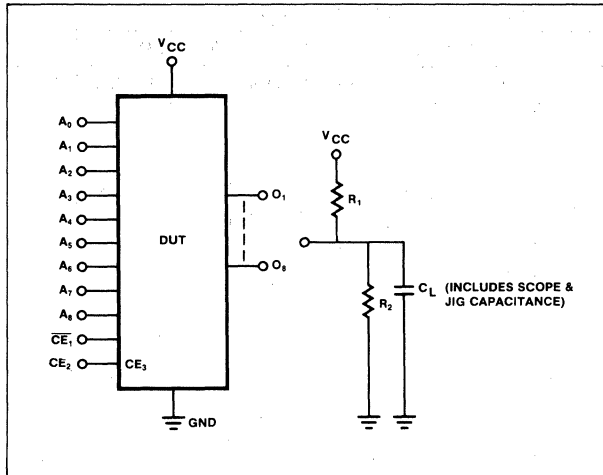 VCC
A0
A1
A2
A3
A4
A5
A6
A7
A8
CE1
CE2
CE3
DUT
O1
O8
GND
VCC
R1
R2
CL (INCLUDES SCOPE &
JIG CAPACITANCE)